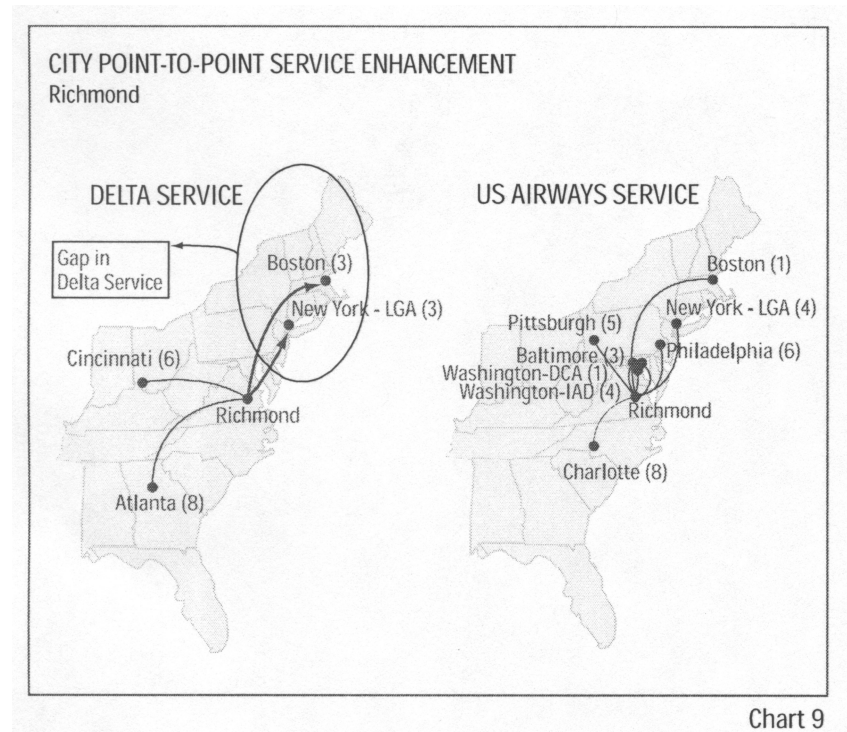 CITY POINT-TO-POINT SERVICE ENHANCEMENT
Richmond
DELTA SERVICE
Gap in
Delta Service
Boston (3)
New York - LGA (3)
Cincinnati (6)
Richmond
Atlanta (8)
US AIRWAYS SERVICE
Boston (1)
New York - LGA (4)
Pittsburgh (5)
Philadelphia (6)
Baltimore (3)
Washington-DCA (1)
Washington-IAD (4)
Richmond
Charlotte (8)
Chart 9